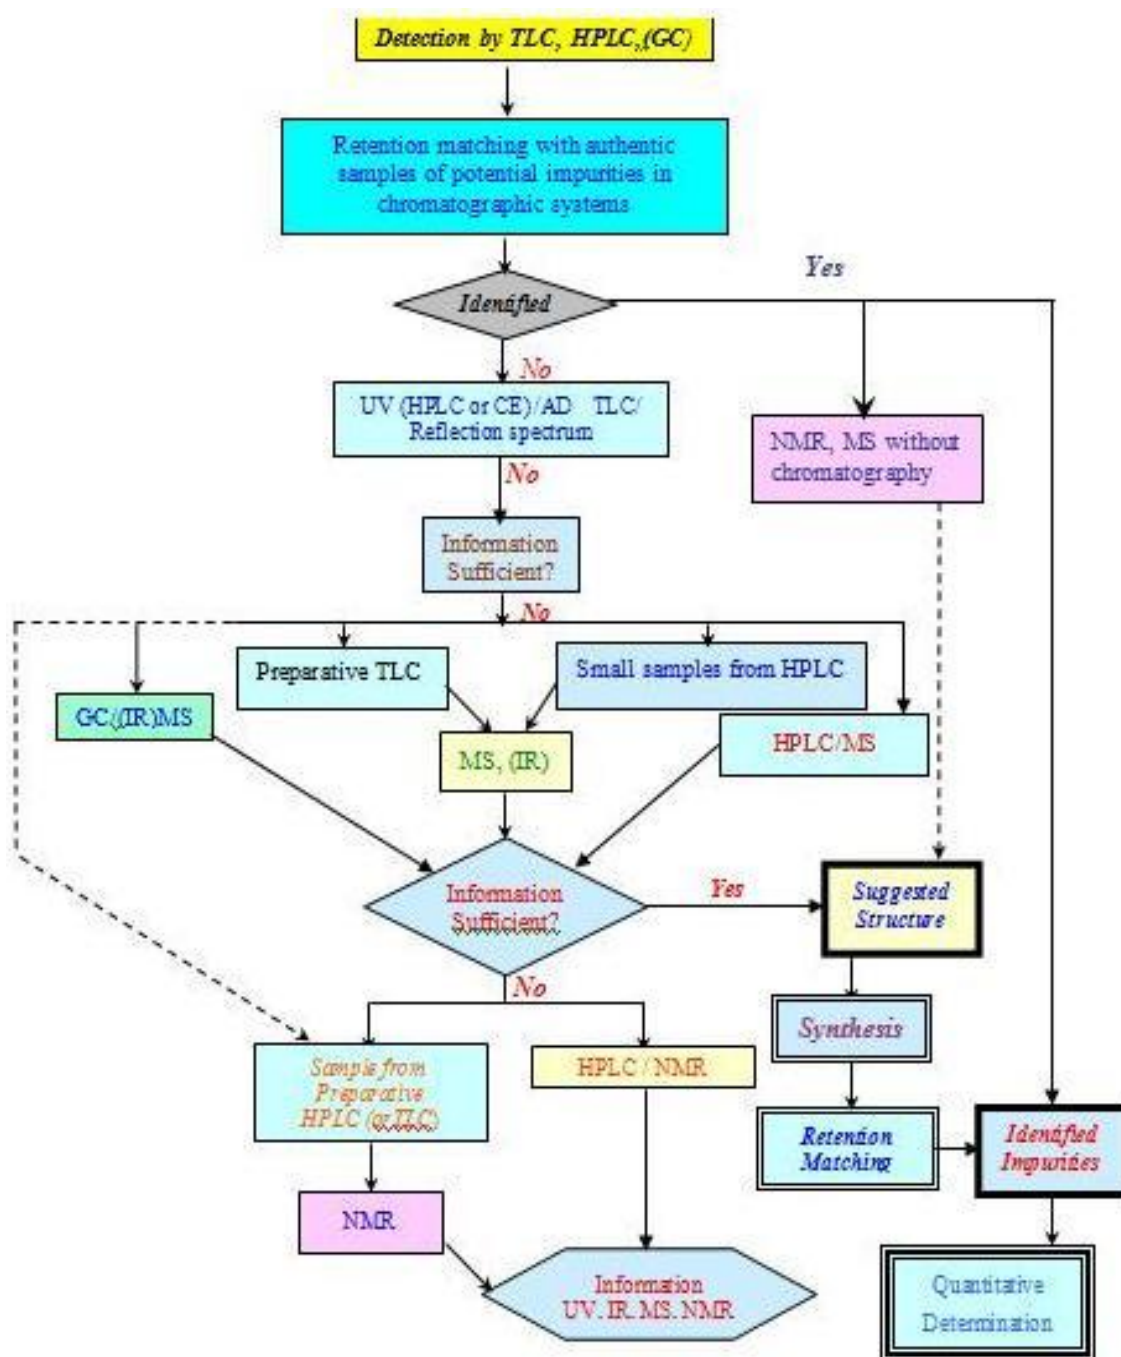 Detection by TLC, HPLC,(GC)
Retention matching with authentic
samples of potential impurities in
chromatographic systems
Yes
Identified
No
UV (HPLC or CE)/AD TLC/
Reflection spectrum
NMR, MS without
chromatography
No
Information
Sufficient?
No
Preparative TLC
Small samples from HPLC
GC/(IR)MS
MS, (IR)
HPLC/MS
Information
Sufficient?
Yes
Suggested
Structure
No
Synthesis
Sample from
Preparative
HPLC (orTLC)
HPLC / NMR
Retention
Matching
Identified
Impurities
NMR
Information
UV. IR. MS. NMR
Quantitative
Determination